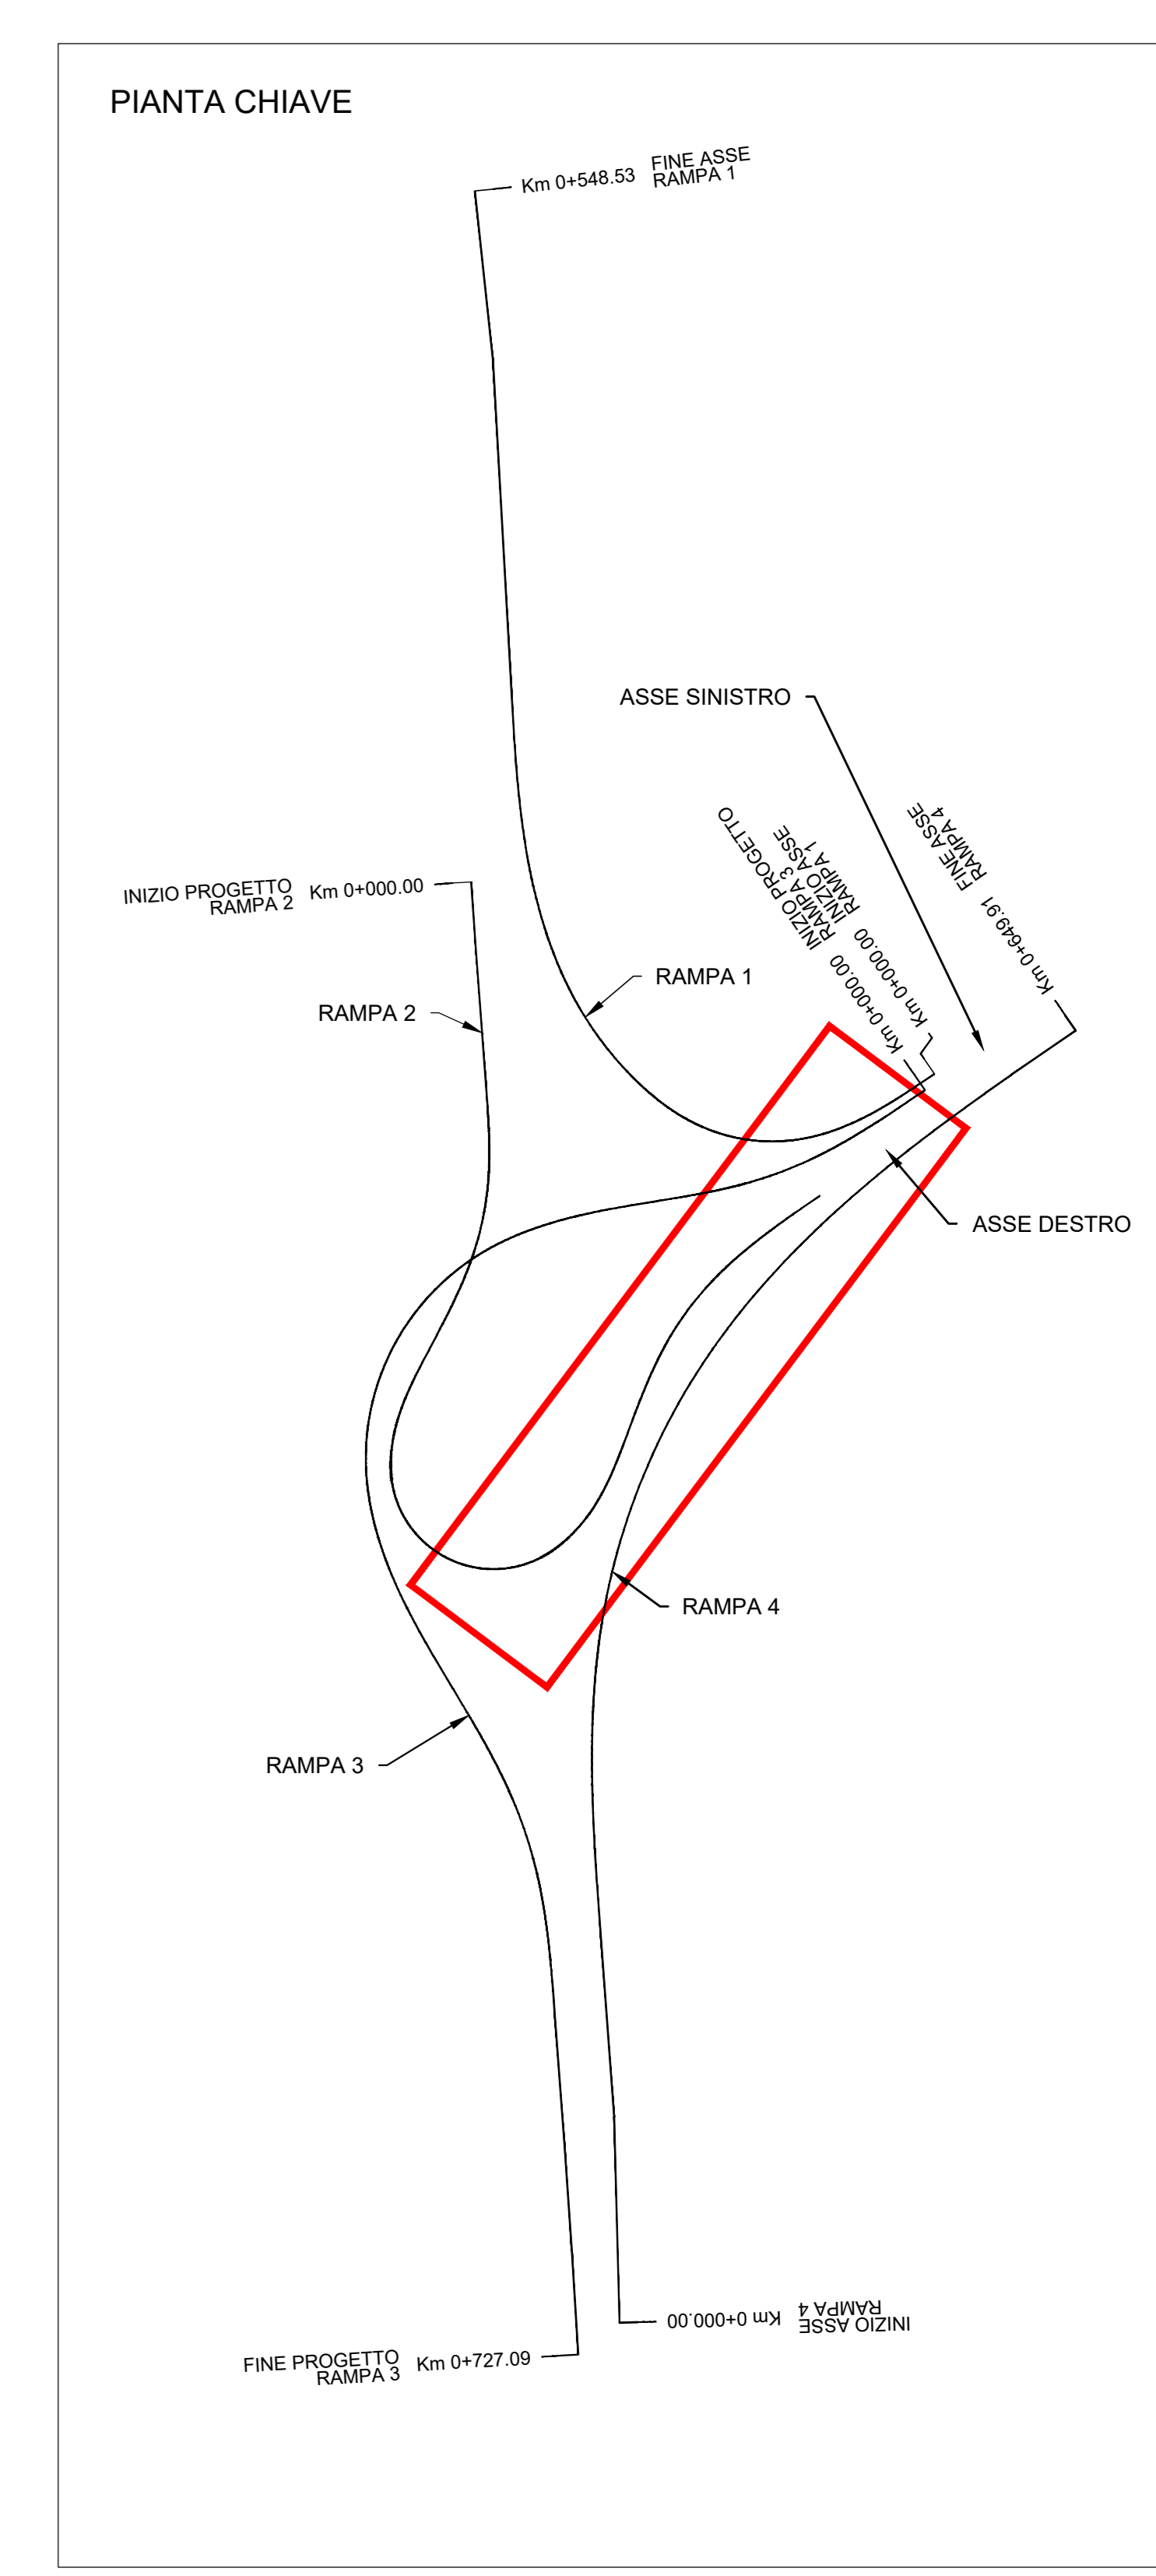 PIANTA CHIAVE
Km 0+548.53
FINE ASSE
RAMPA 1
ASSE SINISTRO
FINE ASSE
RAMPA 4
Km 0+649.91
INIZIO PROGETTO
RAMPA 3
Km 0+000.00
INIZIO ASSE
RAMPA 1
Km 0+000.00
INIZIO PROGETTO
RAMPA 2
Km 0+000.00
RAMPA 1
RAMPA 2
ASSE DESTRO
RAMPA 4
RAMPA 3
INIZIO ASSE
RAMPA 4
Km 0+000.00
FINE PROGETTO
RAMPA 3
Km 0+727.09